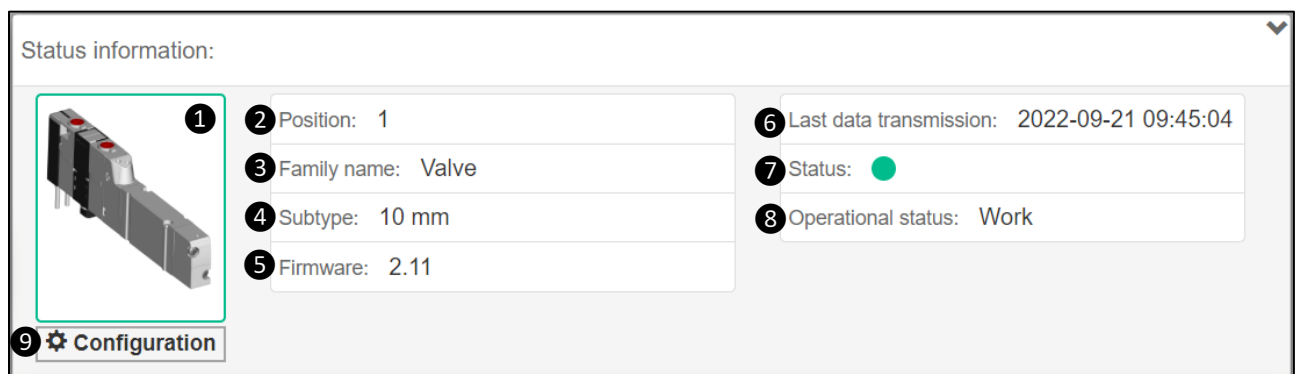 Status information:
1
2 Position: 1
3 Family name: Valve
4 Subtype: 10 mm
5 Firmware: 2.11
6 Last data transmission: 2022-09-21 09:45:04
7 Status:
8 Operational status: Work
9 Configuration